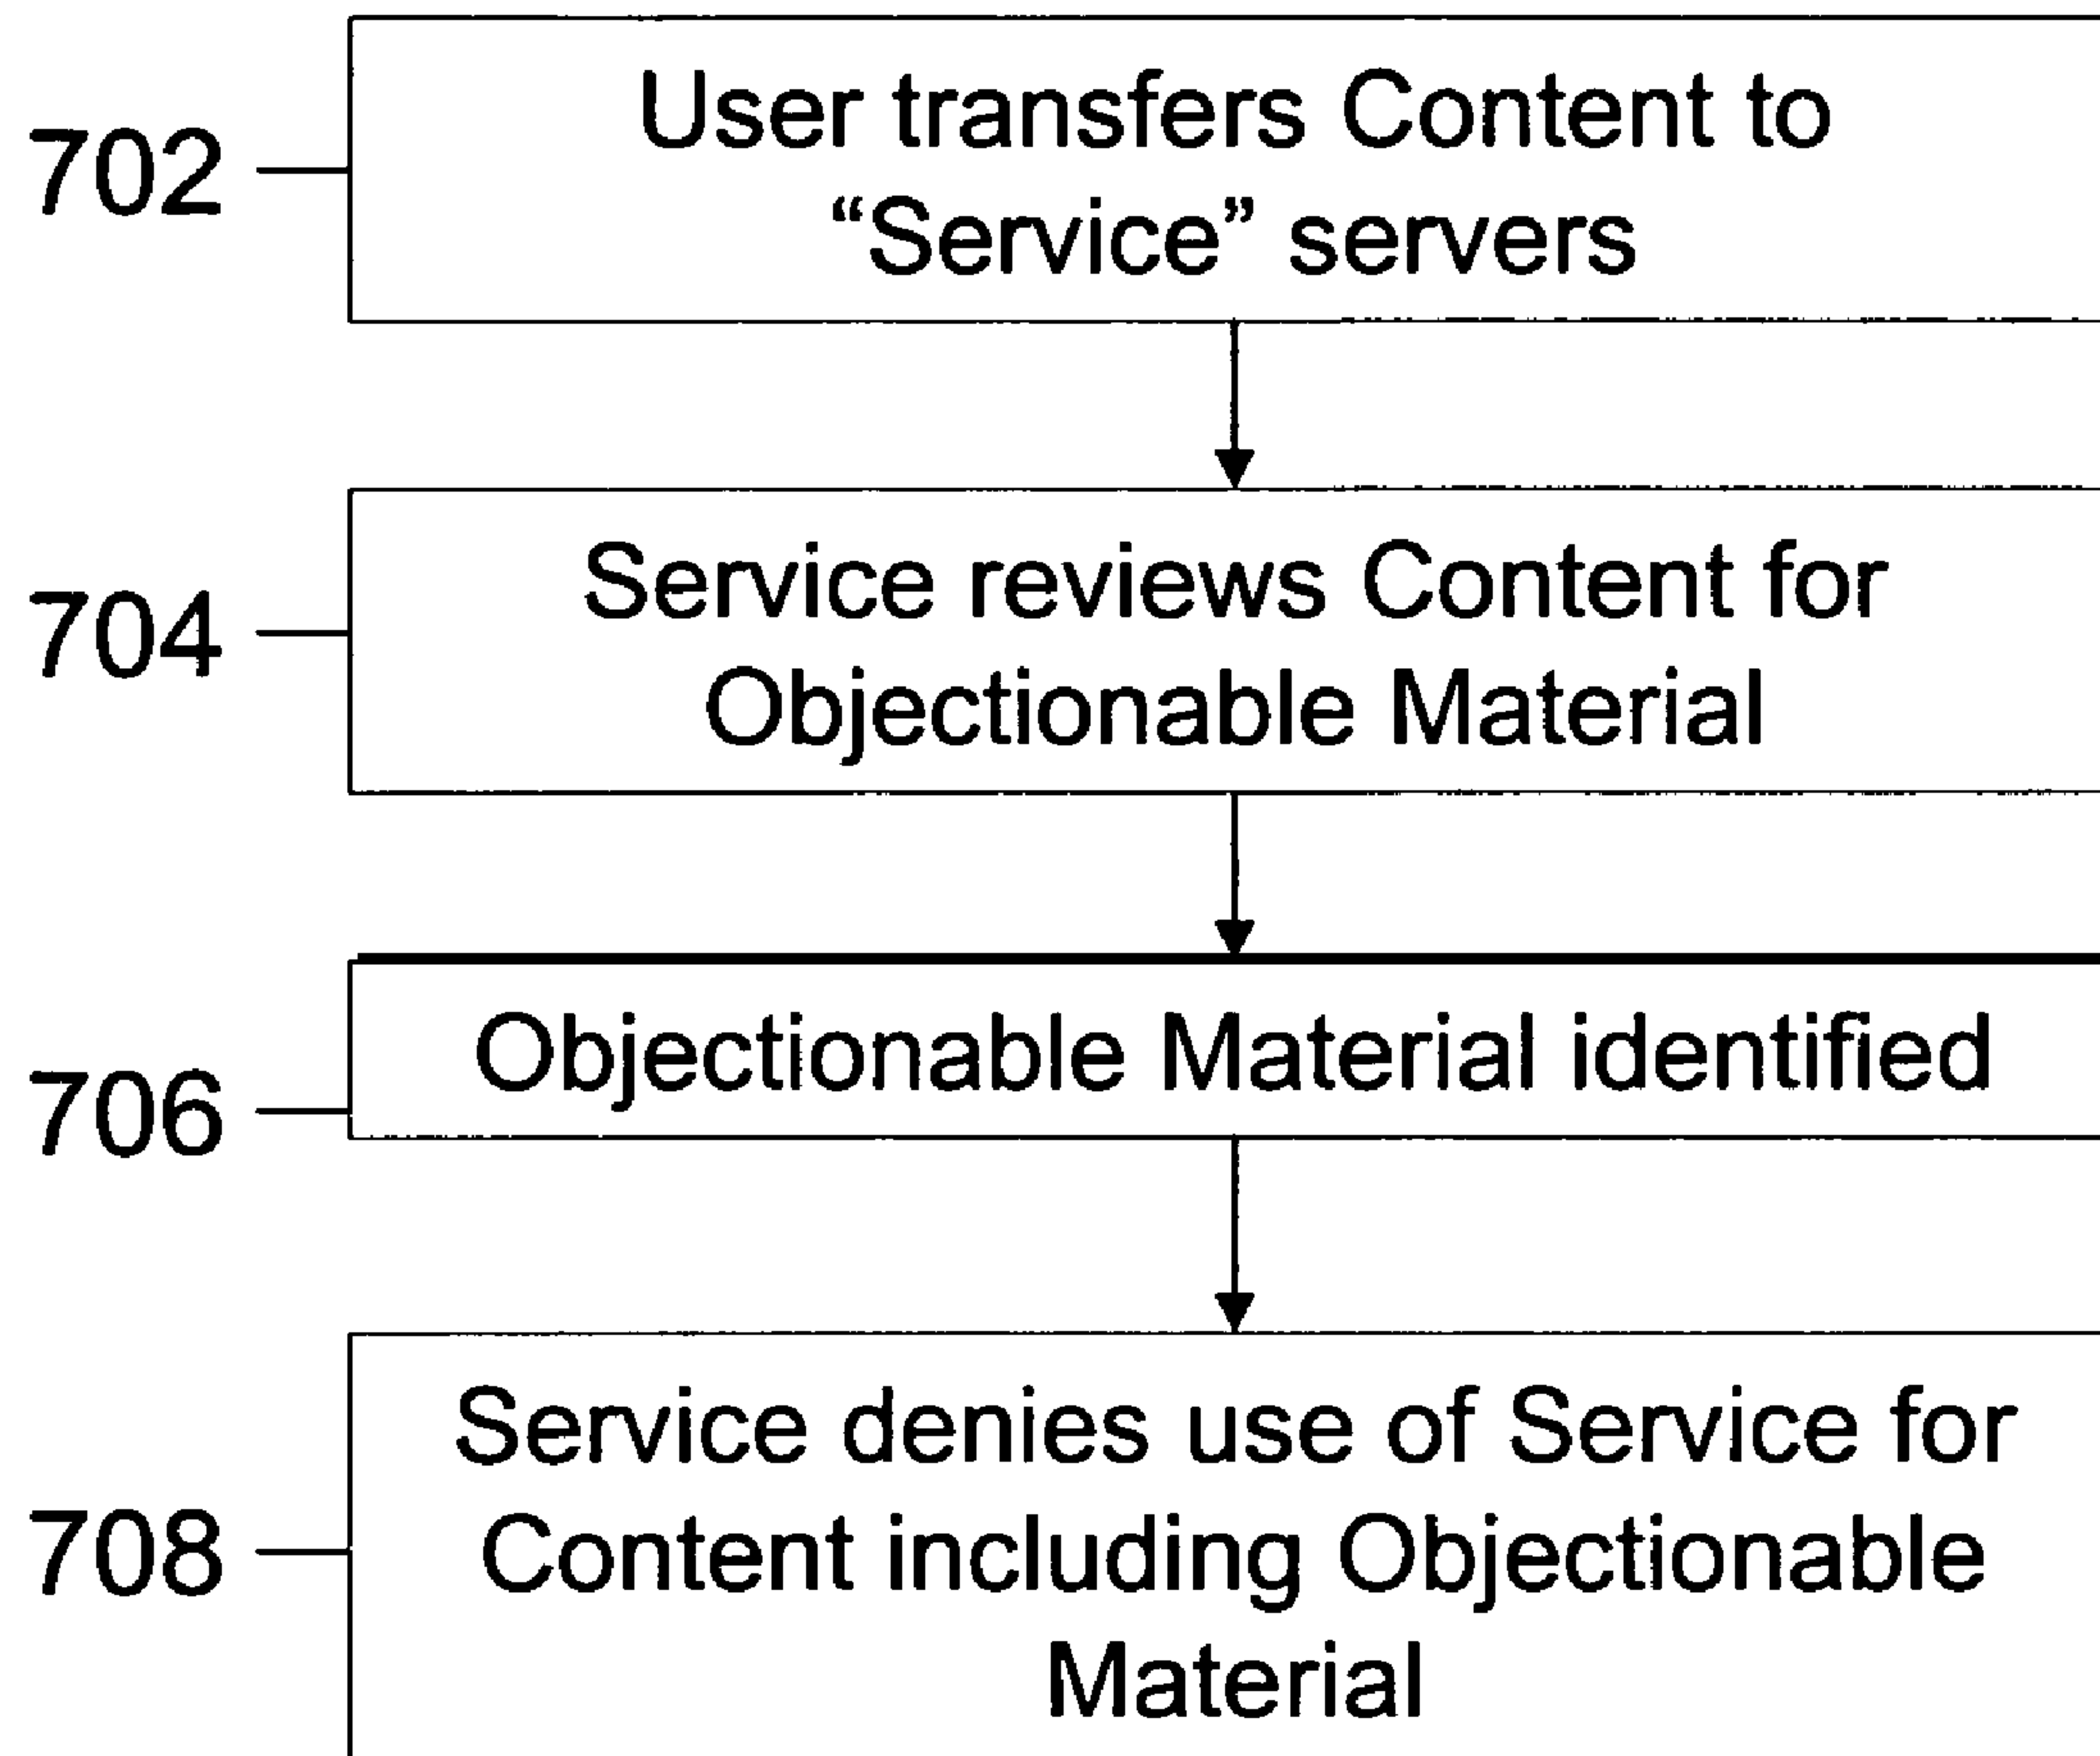 702
User transfers Content to
“Service” servers
704
Service reviews Content for
Objectionable Material
706
Objectionable Material identified
708
Service denies use of Service for
Content including Objectionable
Material